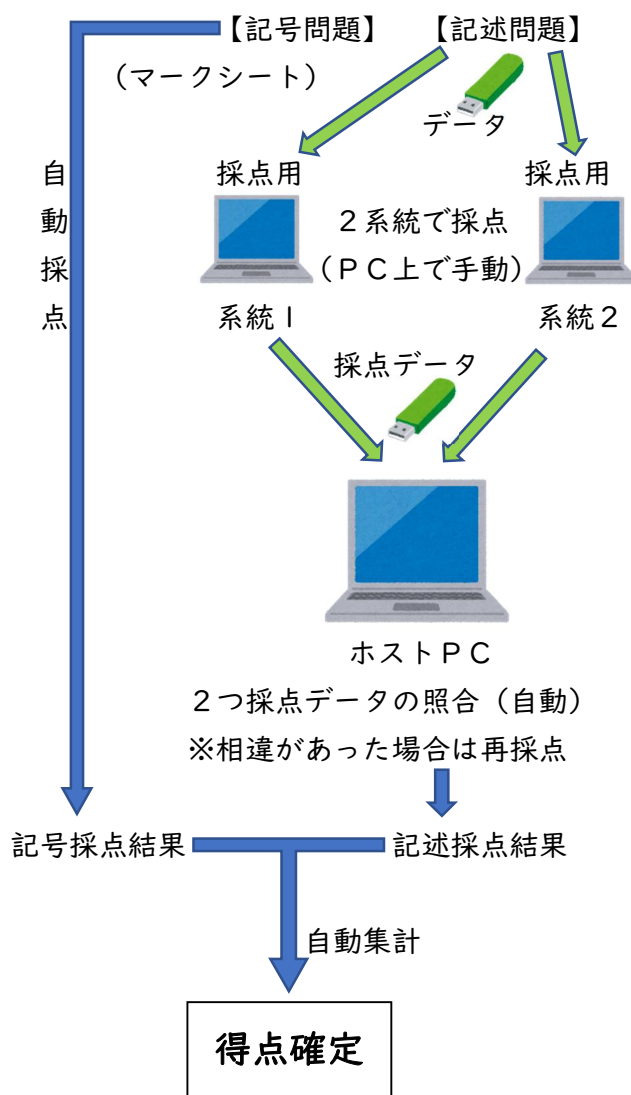 【記号問題】
【記述問題】
(マークシート)
データ
自動採点
採点用
採点用
2系統で採点
(PC上で手動)
系統1
系統2
採点データ
ホストPC
2つ採点データの照合(自動)
※相違があった場合は再採点
記号採点結果
記述採点結果
自動集計
得点確定